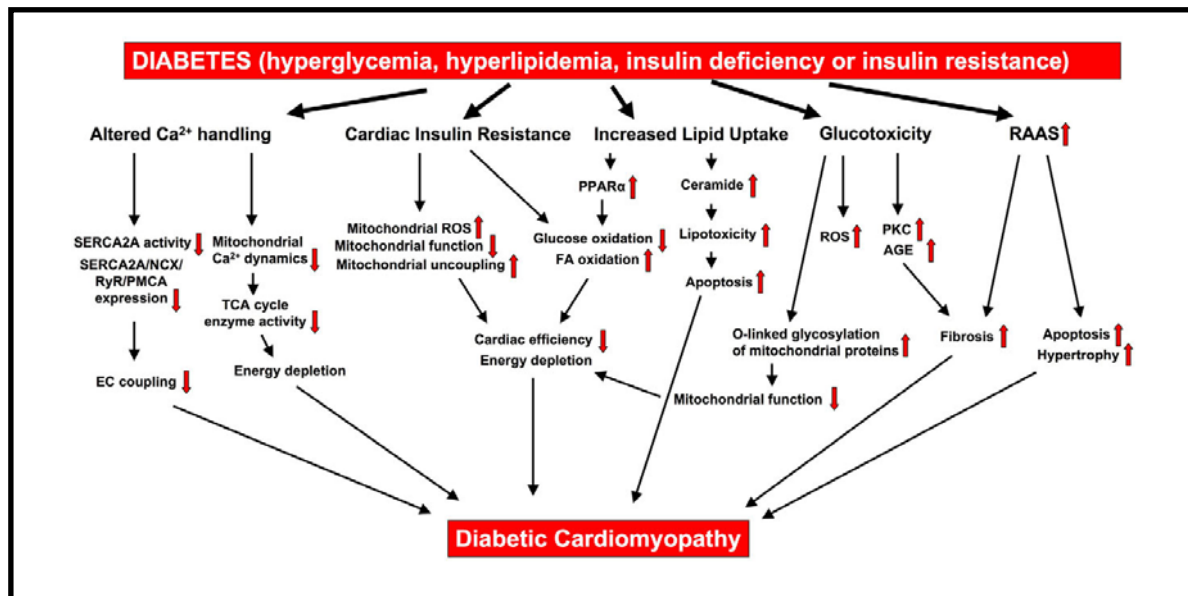 DIABETES (hyperglycemia, hyperlipidemia, insulin deficiency or insulin resistance)
Altered Ca²⁺ handling
Cardiac Insulin Resistance
Increased Lipid Uptake
Glucotoxicity
RAAS
SERCA2A activity
SERCA2A/NCX/
RyR/PMCA
expression
EC coupling
Mitochondrial
Ca²⁺ dynamics
TCA cycle
enzyme activity
Energy depletion
Mitochondrial ROS
Mitochondrial function
Mitochondrial uncoupling
PPARα
Glucose oxidation
FA oxidation
Cardiac efficiency
Energy depletion
Ceramide
Lipotoxicity
Apoptosis
ROS
PKC
AGE
O-linked glycosylation
of mitochondrial proteins
Mitochondrial function
Fibrosis
Apoptosis
Hypertrophy
Diabetic Cardiomyopathy